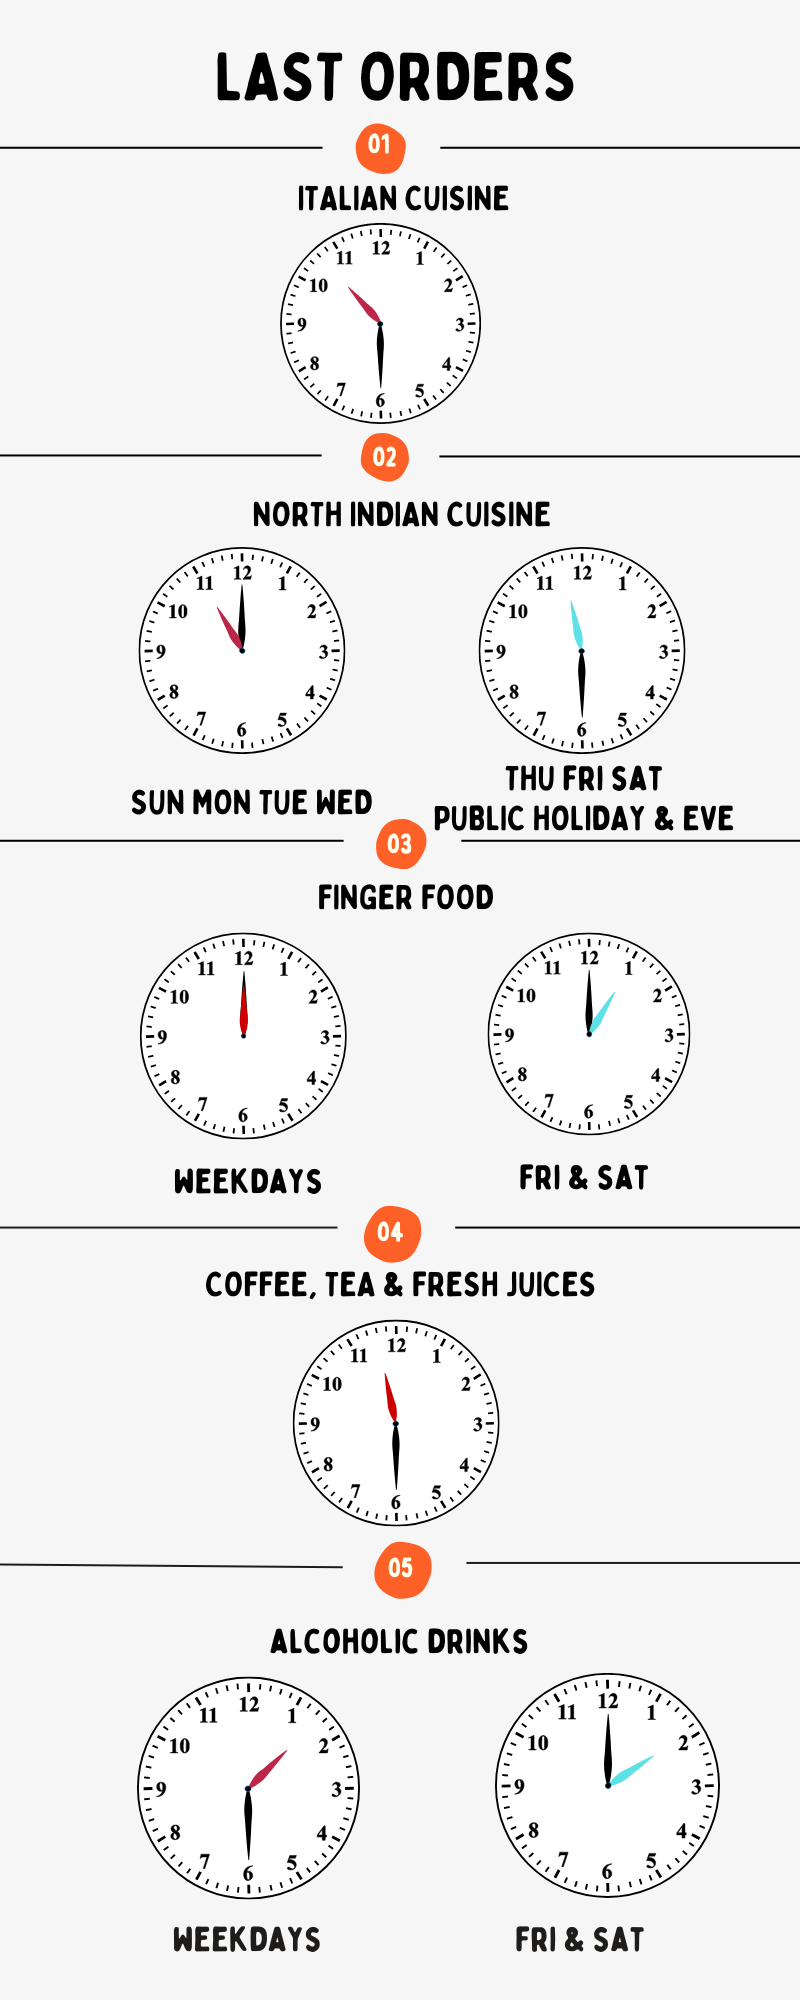 LAST ORDERS
01
ITALIAN CUISINE
12
11 1
10 2
9 3
8 4
7 5
6
02
NORTH INDIAN CUISINE
12 12
11 1 11 1
10 2 10 2
9 3 9 3
8 4 8 4
7 5 7 5
6 6
SUN MON TUE WED
THU FRI SAT
PUBLIC HOLIDAY & EVE
03
FINGER FOOD
12 12
11 1 11 1
10 2 10 2
9 3 9 3
8 4 8 4
7 5 7 5
6 6
WEEKDAYS FRI & SAT
04
COFFEE, TEA & FRESH JUICES
12
11 1
10 2
9 3
8 4
7 5
6
05
ALCOHOLIC DRINKS
12 12
11 1 11 1
10 2 10 2
9 3 9 3
8 4 8 4
7 5 7 5
6 6
WEEKDAYS FRI & SAT